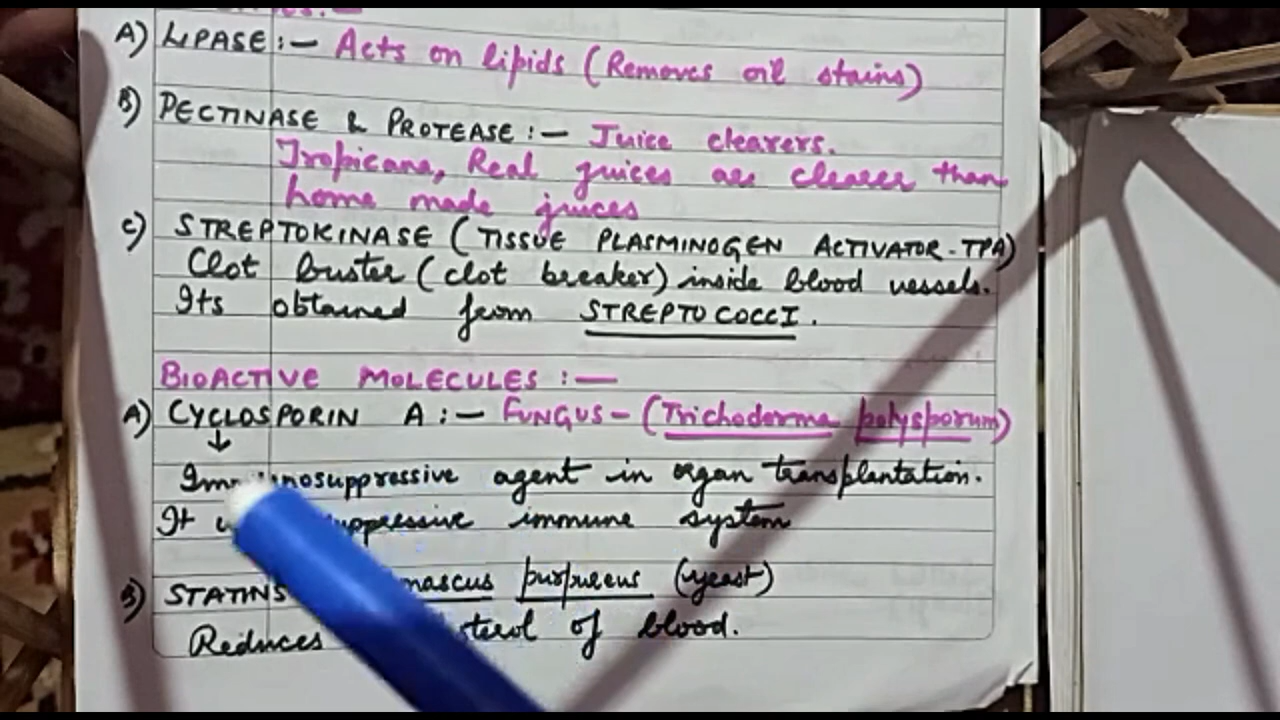 A) LIPASE :- Acts on lipids (Removes oil stains)
B) PECTINASE & PROTEASE :- Juice clearers.
Tropicana, Real juices are clearer than
home made juices
C) STREPTOKINASE (TISSUE PLASMINOGEN ACTIVATOR-TPA)
Clot buster (clot breaker) inside blood vessels.
Its obtained from STREPTOCOCCI.
BIOACTIVE MOLECULES :-
A) CYCLOSPORIN A :- FUNGUS - (Trichoderma polysporum)
↓
Immunosuppressive agent in organ transplantation.
It immune system
B) STATINS purpureus (yeast)
Reduces of blood.